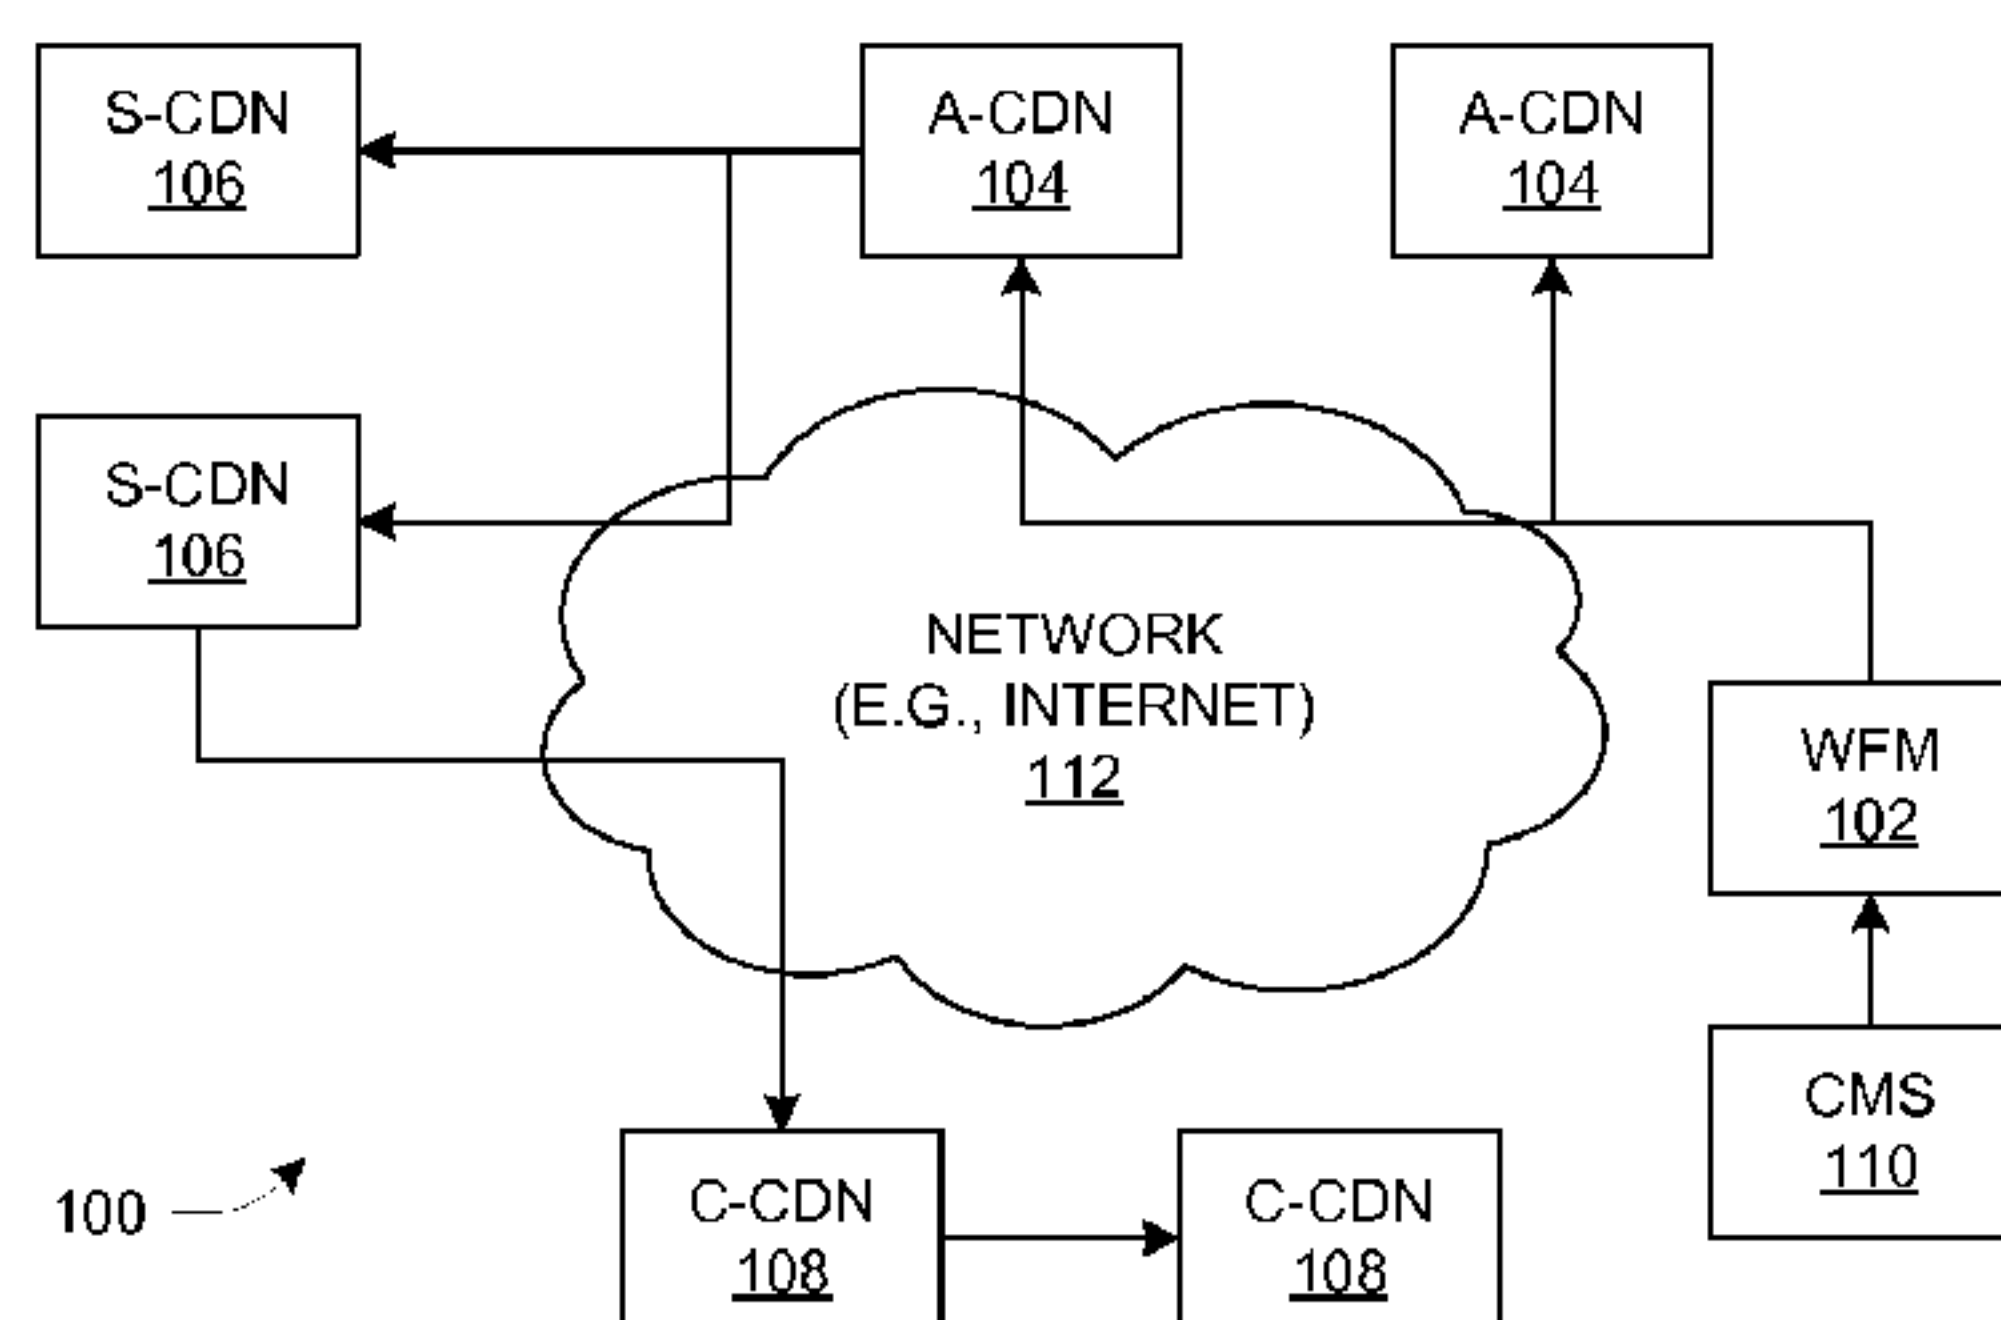 S-CDN
106
A-CDN
104
A-CDN
104
S-CDN
106
NETWORK
(E.G., INTERNET)
112
WFM
102
CMS
110
100
C-CDN
108
C-CDN
108